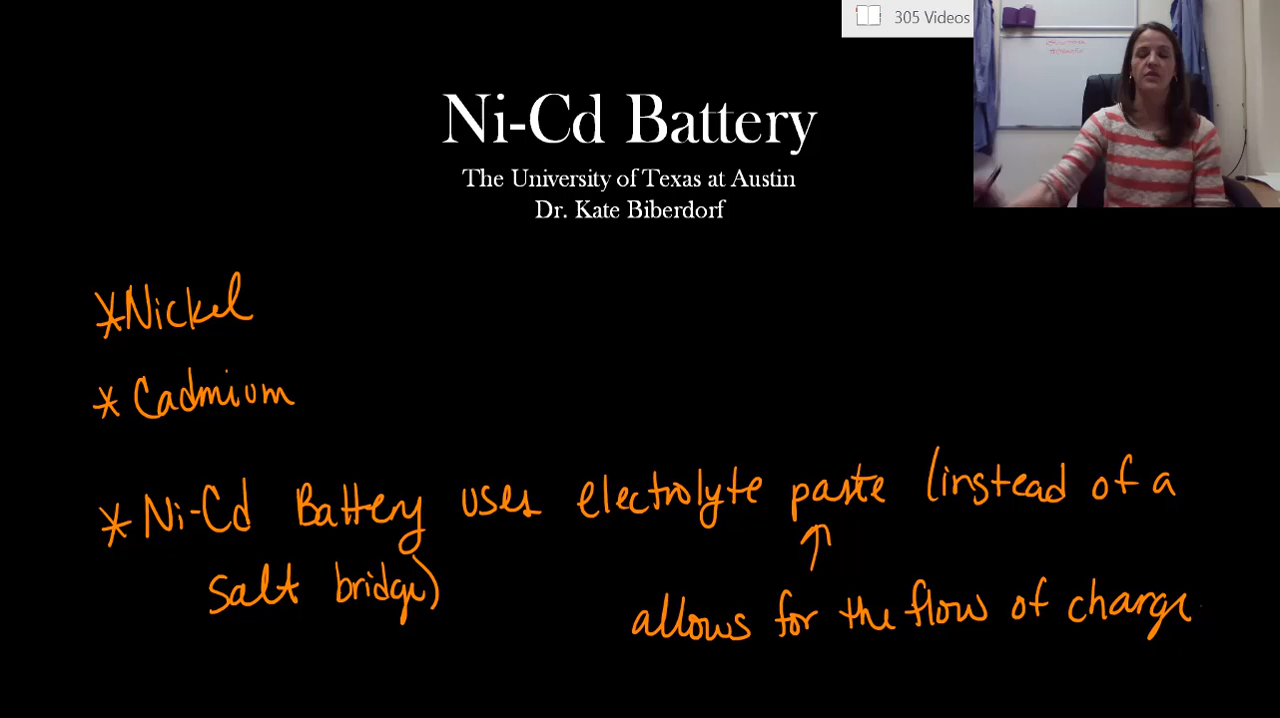 305 Videos
Ni-Cd Battery
The University of Texas at Austin
Dr. Kate Biberdorf
*Nickel
* Cadmium
* Ni-Cd Battery uses electrolyte paste (instead of a
salt bridge)
↑
allows for the flow of charge